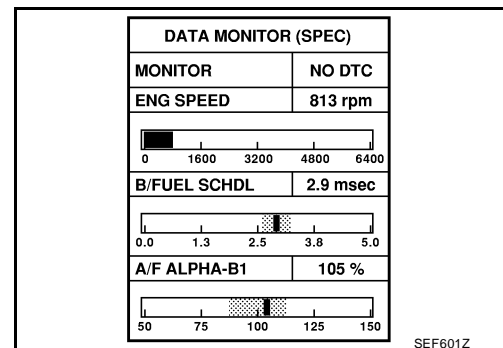 DATA MONITOR (SPEC)
MONITOR NO DTC
ENG SPEED 813 rpm
0 1600 3200 4800 6400
B/FUEL SCHDL 2.9 msec
0.0 1.3 2.5 3.8 5.0
A/F ALPHA-B1 105 %
50 75 100 125 150
SEF601Z